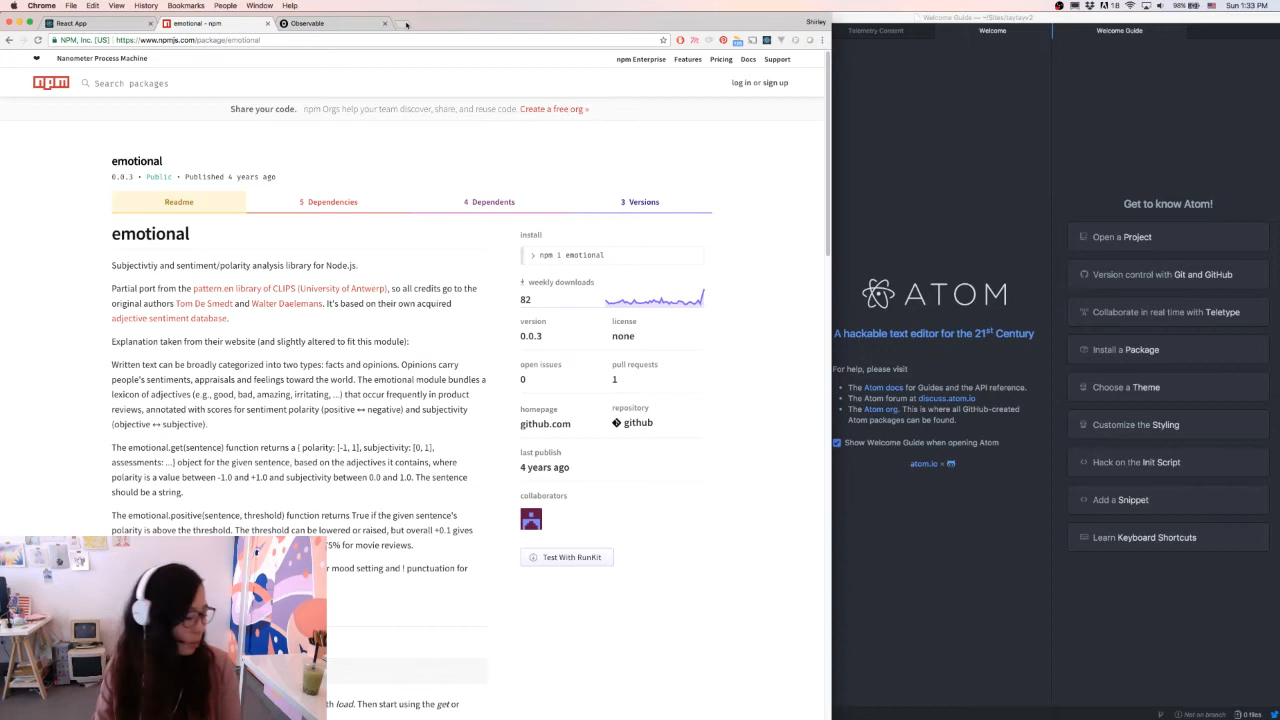 Chrome File Edit View History Bookmarks People Window Help
18 98% Sun 1:33 PM
React App
emotional - npm
Observable
Shirley
NPM, Inc. [US] https://www.npmjs.com/package/emotional
Nanometer Process Machine
npm Enterprise Features Pricing Docs Support
npm
Search packages
log in or sign up
Share your code. npm Orgs help your team discover, share, and reuse code. Create a free org »
emotional
0.0.3 • Public • Published 4 years ago
Readme
5 Dependencies
4 Dependents
3 Versions
emotional
Subjectivtiy and sentiment/polarity analysis library for Node.js.
Partial port from the pattern.en library of CLIPS (University of Antwerp), so all credits go to the
original authors Tom De Smedt and Walter Daelemans. It's based on their own acquired
adjective sentiment database.
Explanation taken from their website (and slightly altered to fit this module):
Written text can be broadly categorized into two types: facts and opinions. Opinions carry
people's sentiments, appraisals and feelings toward the world. The emotional module bundles a
lexicon of adjectives (e.g., good, bad, amazing, irritating, ...) that occur frequently in product
reviews, annotated with scores for sentiment polarity (positive ↔ negative) and subjectivity
(objective ↔ subjective).
The emotional.get(sentence) function returns a { polarity: [-1, 1], subjectivity: [0, 1],
assessments: ...} object for the given sentence, based on the adjectives it contains, where
polarity is a value between -1.0 and +1.0 and subjectivity between 0.0 and 1.0. The sentence
should be a string.
The emotional.positive(sentence, threshold) function returns True if the given sentence's
polarity is above the threshold. The threshold can be lowered or raised, but overall +0.1 gives
75% for movie reviews.
r mood setting and ! punctuation for
th load. Then start using the get or
install
> npm i emotional
weekly downloads
82
version
0.0.3
license
none
open issues
0
pull requests
1
homepage
github.com
repository
github
last publish
4 years ago
collaborators
Test With RunKit
Welcome Guide — ~/Sites/taytayv2
Telemetry Consent
Welcome
Welcome Guide
ATOM
A hackable text editor for the 21st Century
For help, please visit
• The Atom docs for Guides and the API reference.
• The Atom forum at discuss.atom.io
• The Atom org. This is where all GitHub-created
Atom packages can be found.
Show Welcome Guide when opening Atom
atom.io ×
Get to know Atom!
Open a Project
Version control with Git and GitHub
Collaborate in real time with Teletype
Install a Package
Choose a Theme
Customize the Styling
Hack on the Init Script
Add a Snippet
Learn Keyboard Shortcuts
Not on branch
0 files